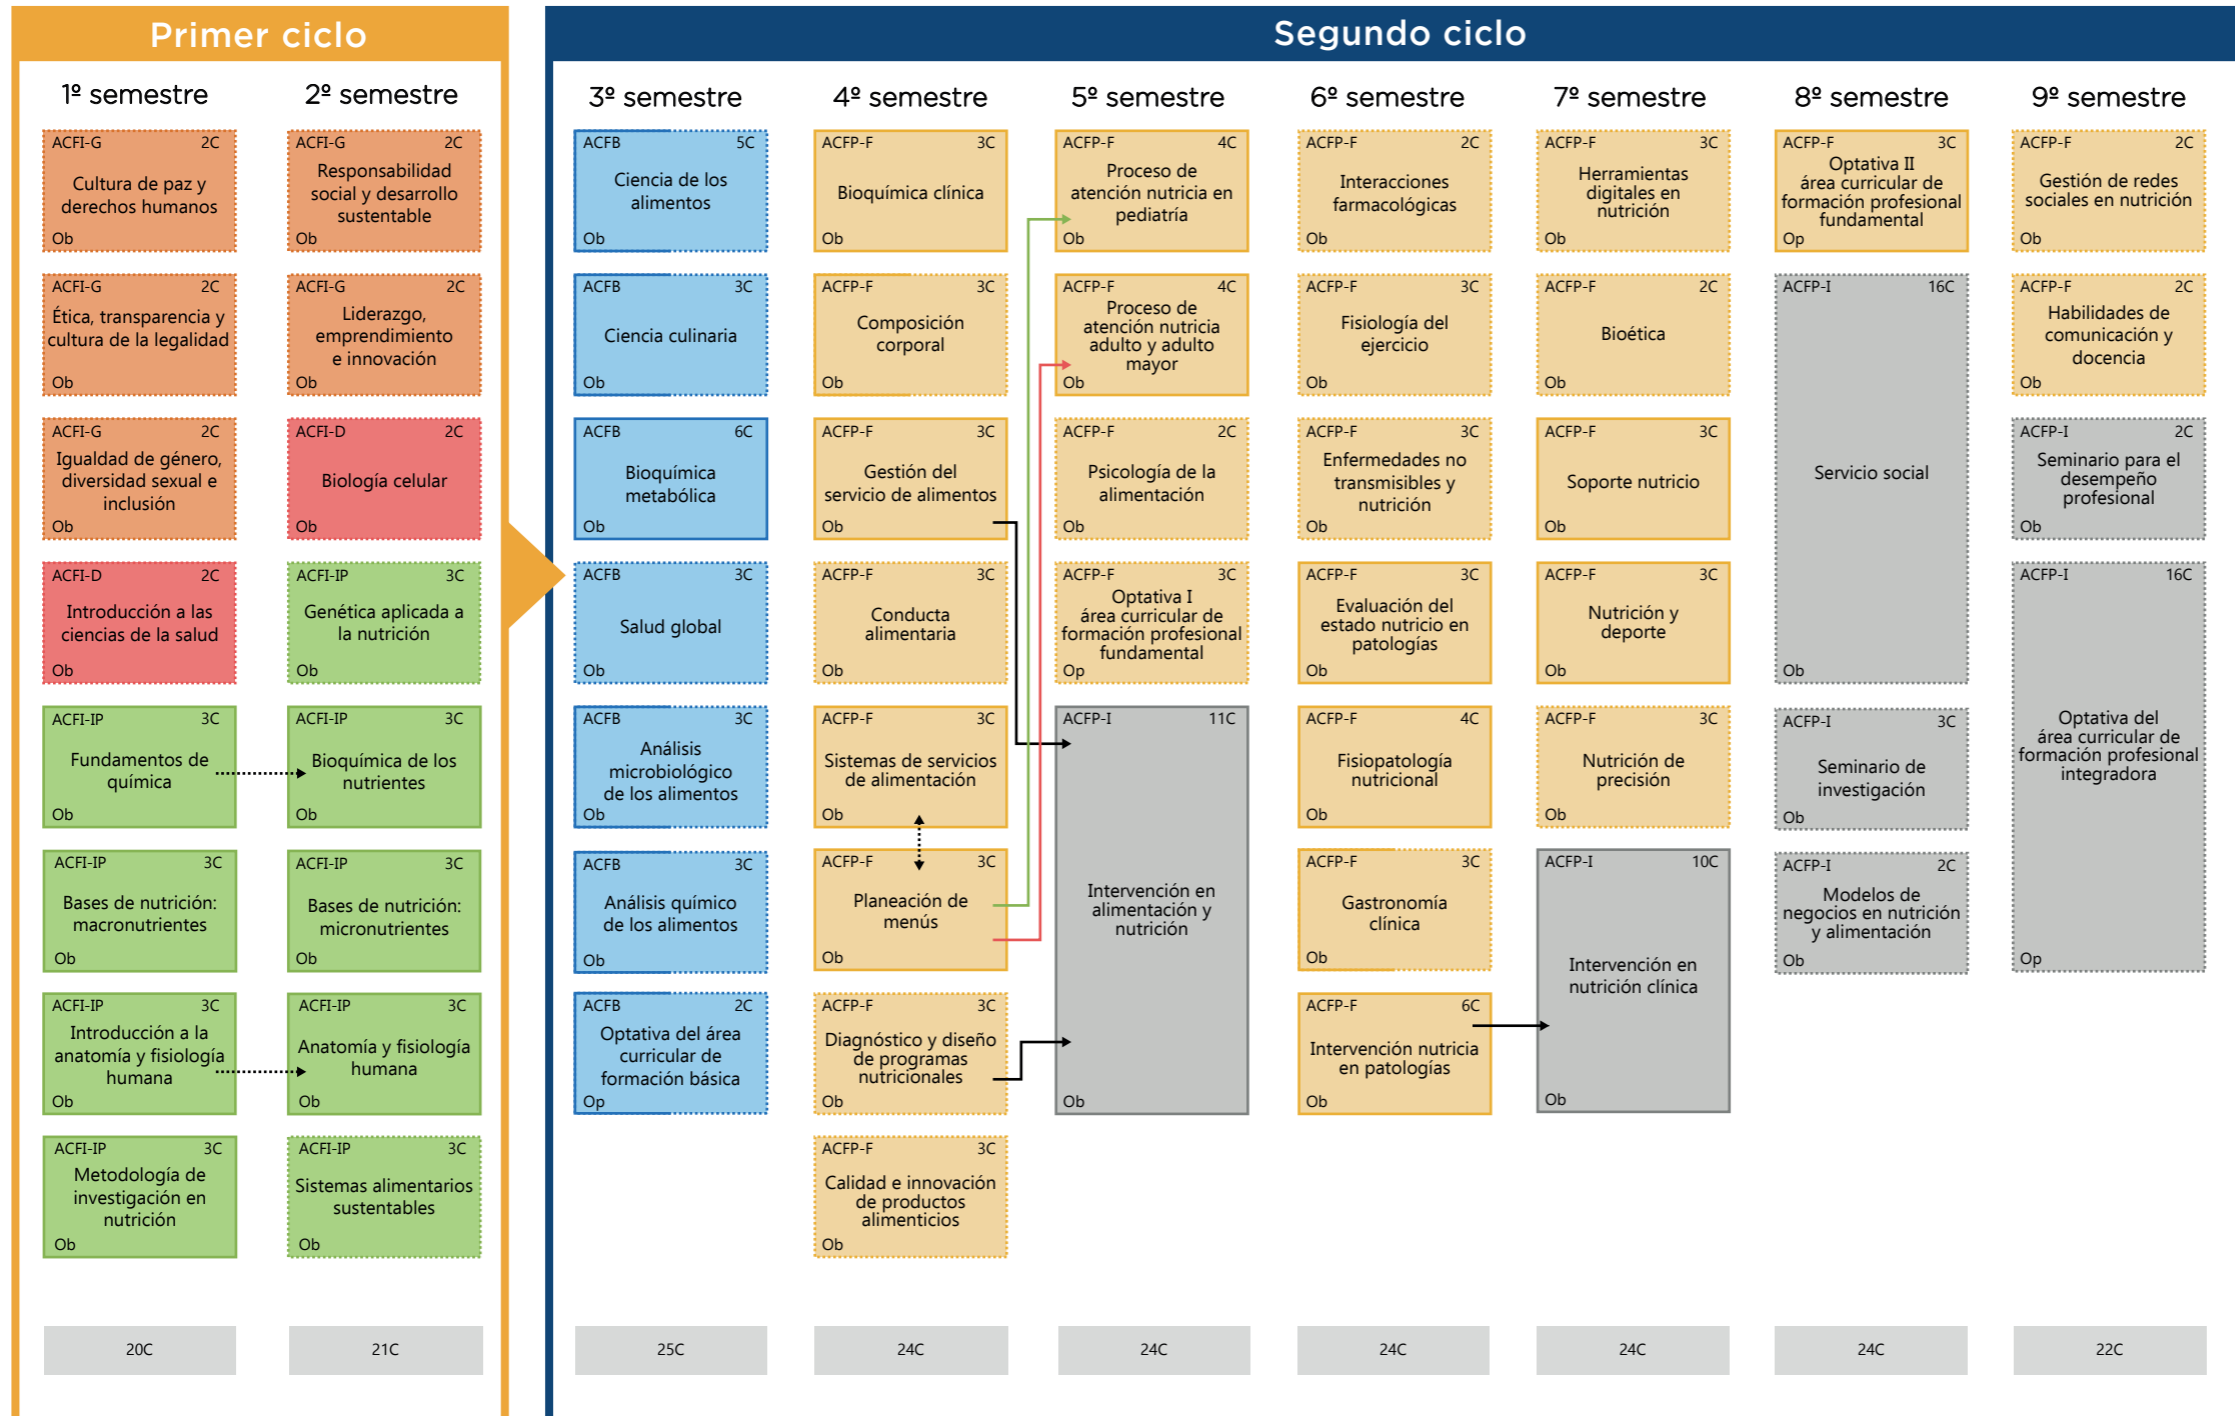 Primer ciclo
Segundo ciclo
1º semestre
2º semestre
3º semestre
4º semestre
5º semestre
6º semestre
7º semestre
8º semestre
9º semestre
ACFI-G 2C
Cultura de paz y
derechos humanos
Ob
ACFI-G 2C
Ética, transparencia y
cultura de la legalidad
Ob
ACFI-G 2C
Igualdad de género,
diversidad sexual e
inclusión
Ob
ACFI-D 2C
Introducción a las
ciencias de la salud
Ob
ACFI-IP 3C
Fundamentos de
química
Ob
ACFI-IP 3C
Bases de nutrición:
macronutrientes
Ob
ACFI-IP 3C
Introducción a la
anatomía y fisiología
humana
Ob
ACFI-IP 3C
Metodología de
investigación en
nutrición
Ob
20C
ACFI-G 2C
Responsabilidad
social y desarrollo
sustentable
Ob
ACFI-G 2C
Liderazgo,
emprendimiento
e innovación
Ob
ACFI-D 2C
Biología celular
Ob
ACFI-IP 3C
Genética aplicada a
la nutrición
Ob
ACFI-IP 3C
Bioquímica de los
nutrientes
Ob
ACFI-IP 3C
Bases de nutrición:
micronutrientes
Ob
ACFI-IP 3C
Anatomía y fisiología
humana
Ob
ACFI-IP 3C
Sistemas alimentarios
sustentables
Ob
21C
ACFB 5C
Ciencia de los
alimentos
Ob
ACFB 3C
Ciencia culinaria
Ob
ACFB 6C
Bioquímica
metabólica
Ob
ACFB 3C
Salud global
Ob
ACFB 3C
Análisis
microbiológico
de los alimentos
Ob
ACFB 3C
Análisis químico
de los alimentos
Ob
ACFB 2C
Optativa del área
curricular de
formación básica
Op
25C
ACFP-F 3C
Bioquímica clínica
Ob
ACFP-F 3C
Composición
corporal
Ob
ACFP-F 3C
Gestión del
servicio de alimentos
Ob
ACFP-F 3C
Conducta
alimentaria
Ob
ACFP-F 3C
Sistemas de servicios
de alimentación
Ob
ACFP-F 3C
Planeación de
menús
Ob
ACFP-F 3C
Diagnóstico y diseño
de programas
nutricionales
Ob
ACFP-F 3C
Calidad e innovación
de productos
alimenticios
Ob
24C
ACFP-F 4C
Proceso de
atención nutricia en
pediatría
Ob
ACFP-F 4C
Proceso de
atención nutricia
adulto y adulto
mayor
Ob
ACFP-F 2C
Psicología de la
alimentación
Ob
ACFP-F 3C
Optativa I
área curricular de
formación profesional
fundamental
Op
ACFP-I 11C
Intervención en
alimentación y
nutrición
Ob
24C
ACFP-F 2C
Interacciones
farmacológicas
Ob
ACFP-F 3C
Fisiología del
ejercicio
Ob
ACFP-F 3C
Enfermedades no
transmisibles y
nutrición
Ob
ACFP-F 3C
Evaluación del
estado nutricio en
patologías
Ob
ACFP-F 4C
Fisiopatología
nutricional
Ob
ACFP-F 3C
Gastronomía
clínica
Ob
ACFP-F 6C
Intervención nutricia
en patologías
Ob
24C
ACFP-F 3C
Herramientas
digitales en
nutrición
Ob
ACFP-F 2C
Bioética
Ob
ACFP-F 3C
Soporte nutricio
Ob
ACFP-F 3C
Nutrición y
deporte
Ob
ACFP-F 3C
Nutrición de
precisión
Ob
ACFP-I 10C
Intervención en
nutrición clínica
Ob
24C
ACFP-F 3C
Optativa II
área curricular de
formación profesional
fundamental
Op
ACFP-I 16C
Servicio social
Ob
ACFP-I 3C
Seminario de
investigación
Ob
ACFP-I 2C
Modelos de
negocios en nutrición
y alimentación
Ob
24C
ACFP-F 2C
Gestión de redes
sociales en nutrición
Ob
ACFP-F 2C
Habilidades de
comunicación y
docencia
Ob
ACFP-I 2C
Seminario para el
desempeño
profesional
Ob
ACFP-I 16C
Optativa del
área curricular de
formación profesional
integradora
Op
22C